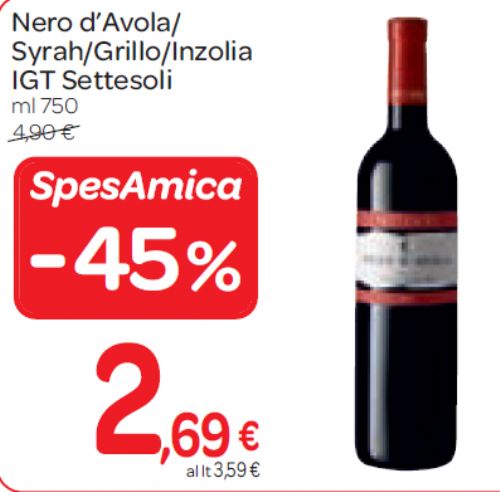 Nero d'Avola/
Syrah/Grillo/Inzolia
IGT Settesoli
ml 750
4,90 €
SpesAmica
-45%
2,69 €
al lt 3,59 €